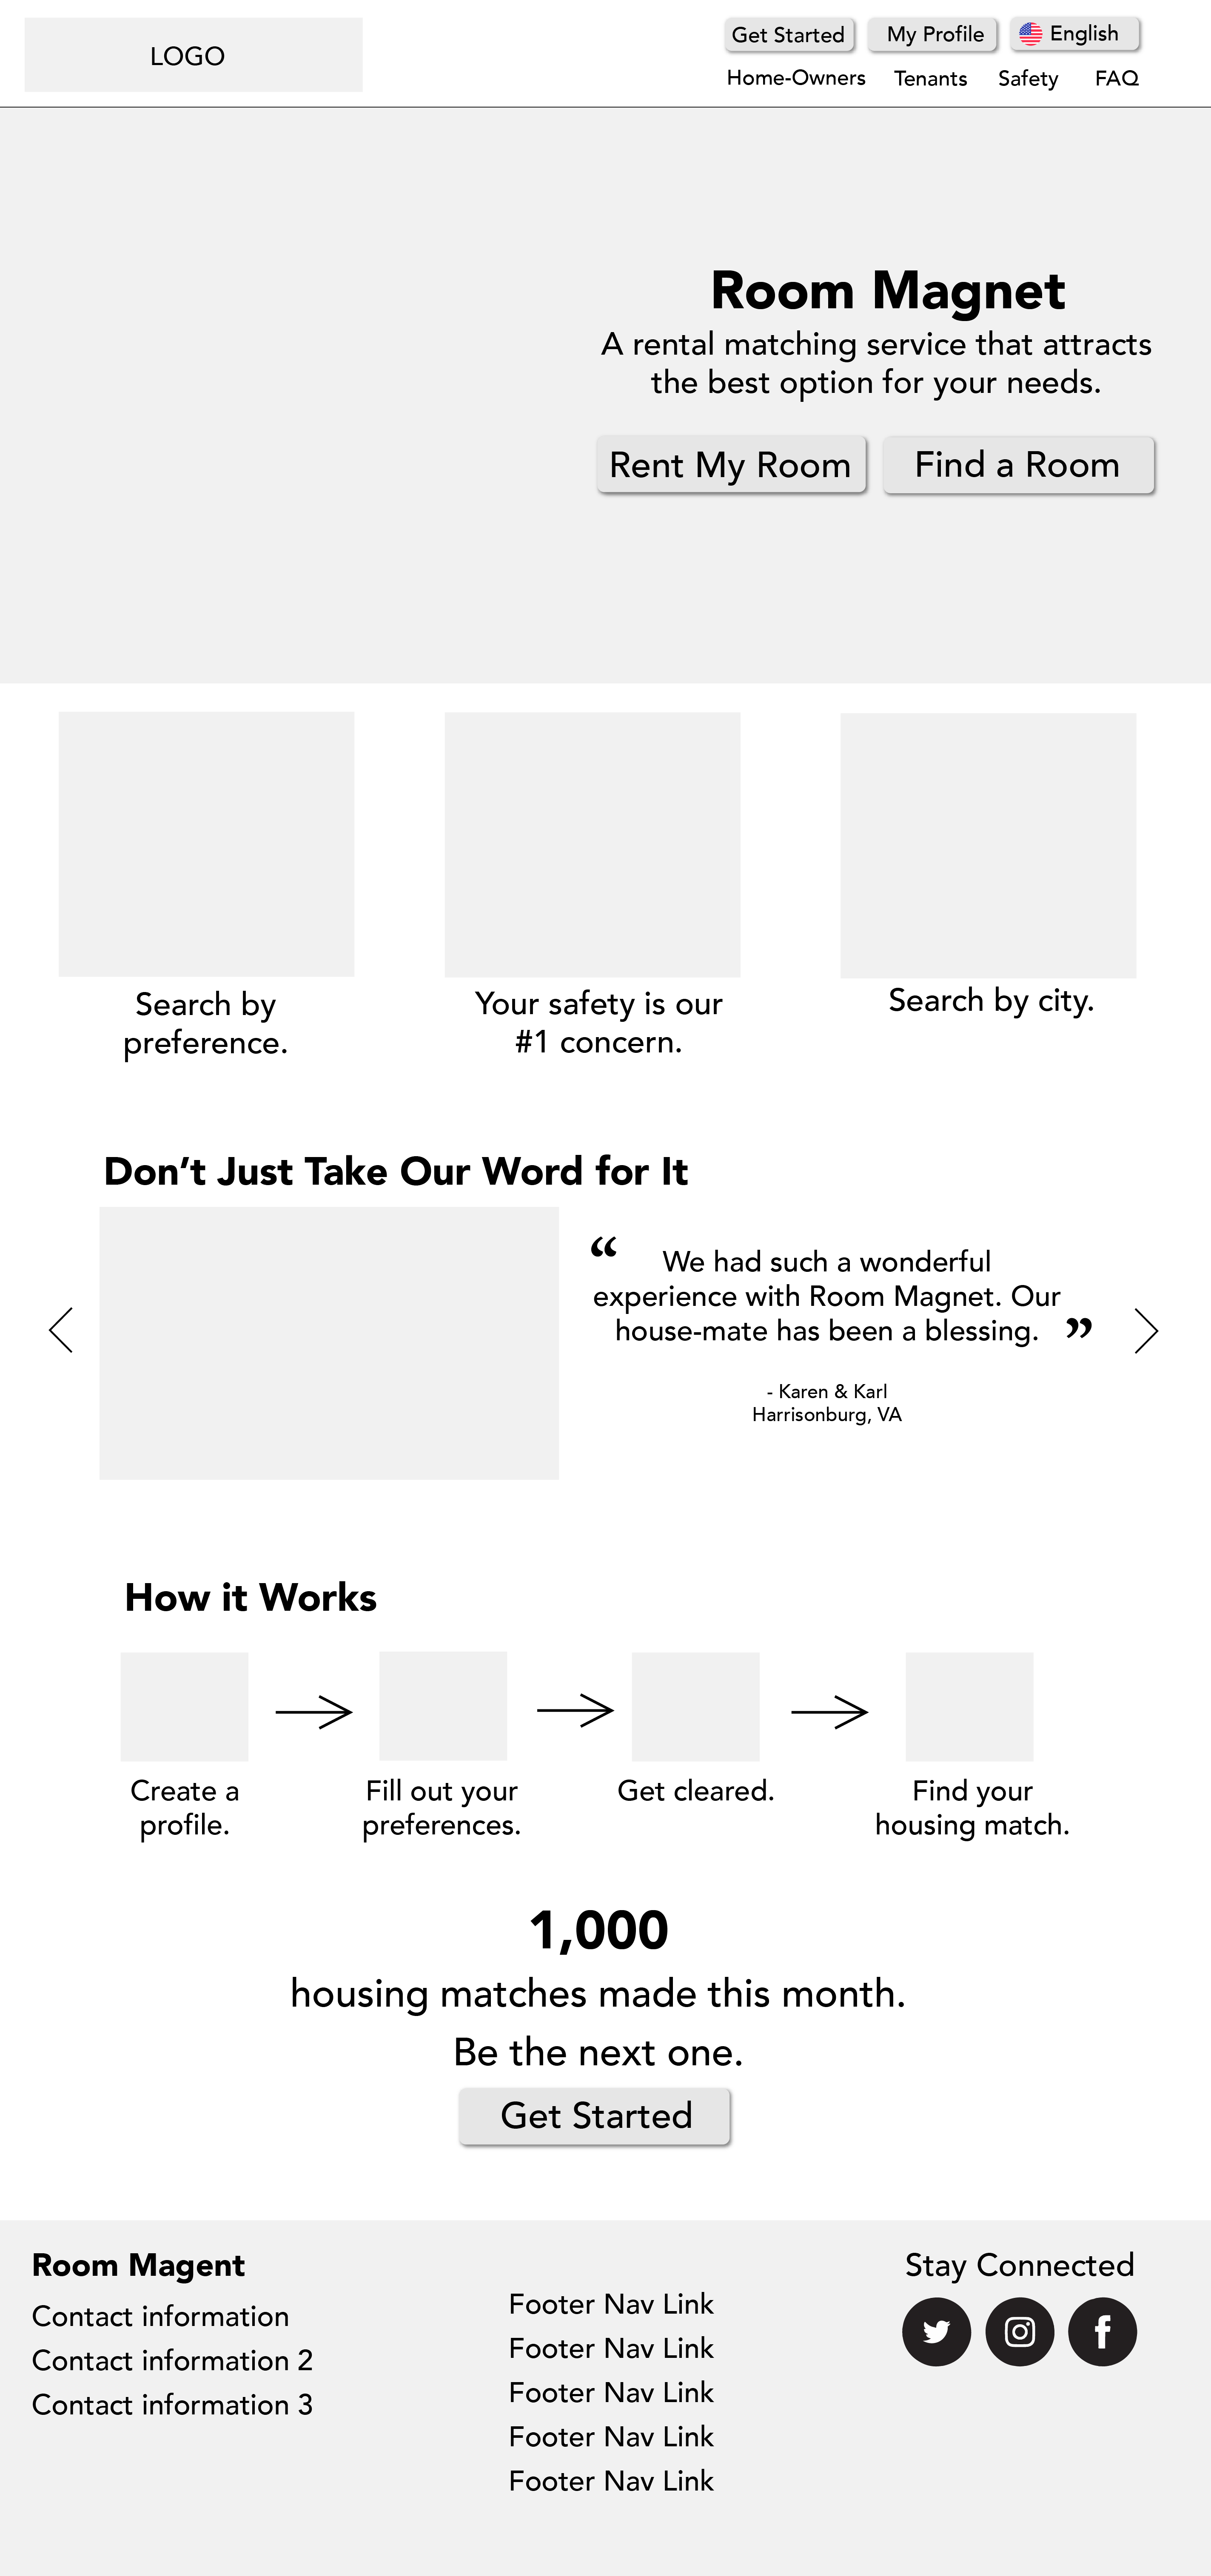 LOGO
Get Started
My Profile
English
Home-Owners
Tenants
Safety
FAQ
Room Magnet
A rental matching service that attracts
the best option for your needs.
Rent My Room
Find a Room
Search by
preference.
Your safety is our
#1 concern.
Search by city.
Don’t Just Take Our Word for It
“ We had such a wonderful
experience with Room Magnet. Our
house-mate has been a blessing. ”
- Karen & Karl
Harrisonburg, VA
How it Works
Create a
profile.
Fill out your
preferences.
Get cleared.
Find your
housing match.
1,000
housing matches made this month.
Be the next one.
Get Started
Room Magent
Contact information
Contact information 2
Contact information 3
Footer Nav Link
Footer Nav Link
Footer Nav Link
Footer Nav Link
Footer Nav Link
Stay Connected